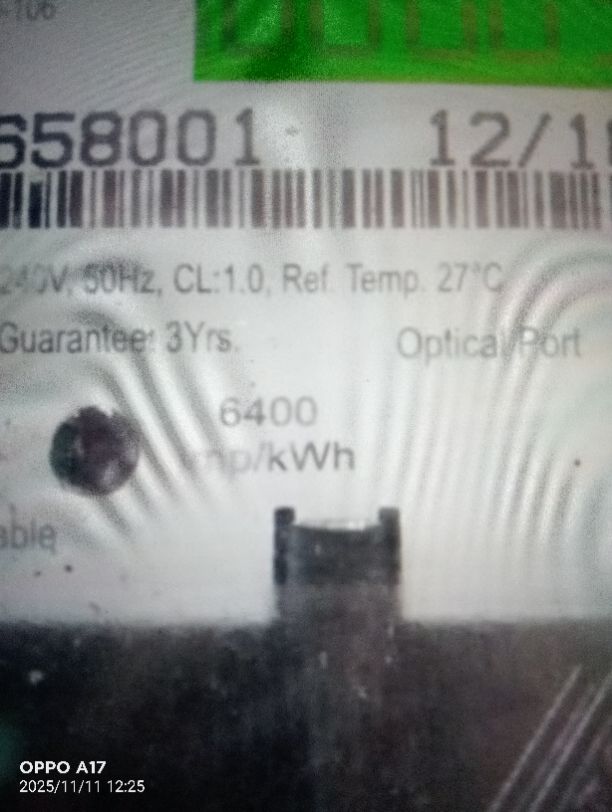 -106
658001 12/1
240V, 50Hz, CL:1.0, Ref. Temp. 27°C
Guarantee: 3Yrs. Optical Port
6400
imp/kWh
able
OPPO A17
2025/11/11 12:25